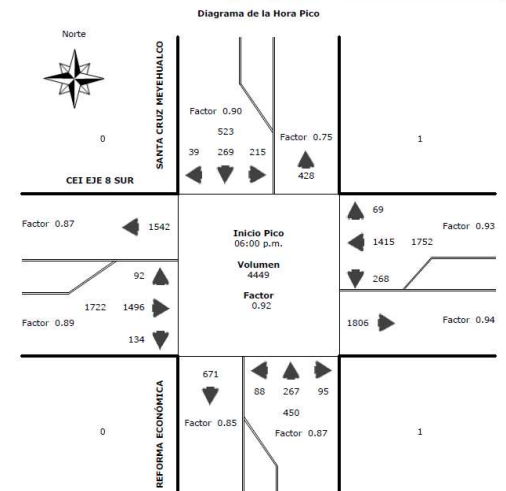 Diagrama de la Hora Pico
Norte
SANTA CRUZ MEYEHUALCO
Factor 0.90
523
39 269 215
Factor 0.75
428
0
1
CEI EJE 8 SUR
Factor 0.87
1542
69
Factor 0.93
1415 1752
268
Inicio Pico
06:00 p.m.
Volumen
4449
Factor
0.92
92
1722 1496
Factor 0.89
134
1806
Factor 0.94
671
Factor 0.85
88 267 95
450
Factor 0.87
REFORMA ECONÓMICA
0
1